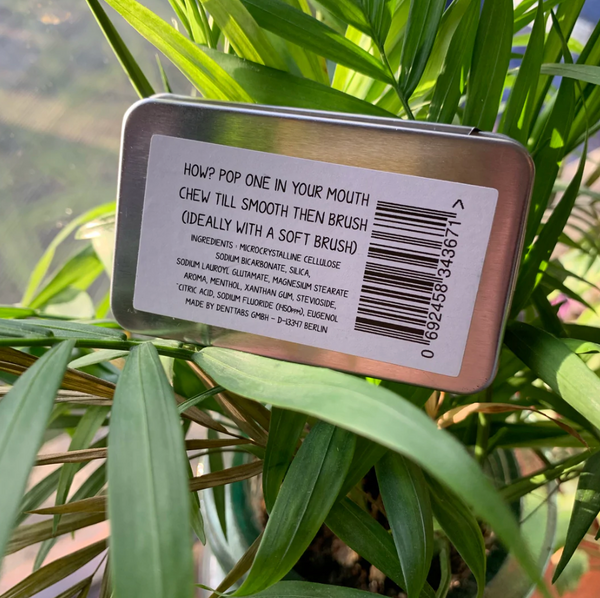 HOW? POP ONE IN YOUR MOUTH
CHEW TILL SMOOTH THEN BRUSH
(IDEALLY WITH A SOFT BRUSH)
INGREDIENTS : MICROCRYSTALLINE CELLULOSE
SODIUM BICARBONATE, SILICA,
SODIUM LAUROYL GLUTAMATE, MAGNESIUM STEARATE
AROMA, MENTHOL, XANTHAN GUM, STEVIOSIDE,
CITRIC ACID, SODIUM FLUORIDE (1450PPM), EUGENOL
MADE BY DENTTABS GMBH - D-13347 BERLIN
0 692458 343671 >